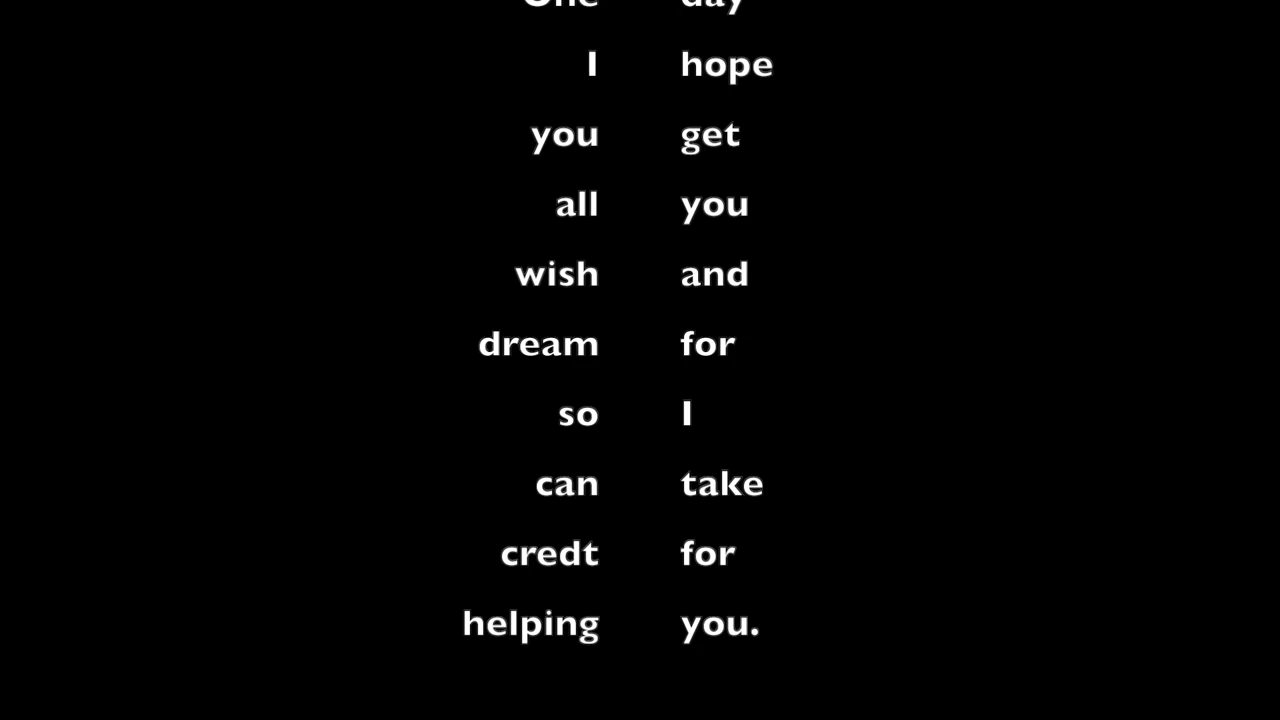 One day
I hope
you get
all you
wish and
dream for
so I
can take
credt for
helping you.